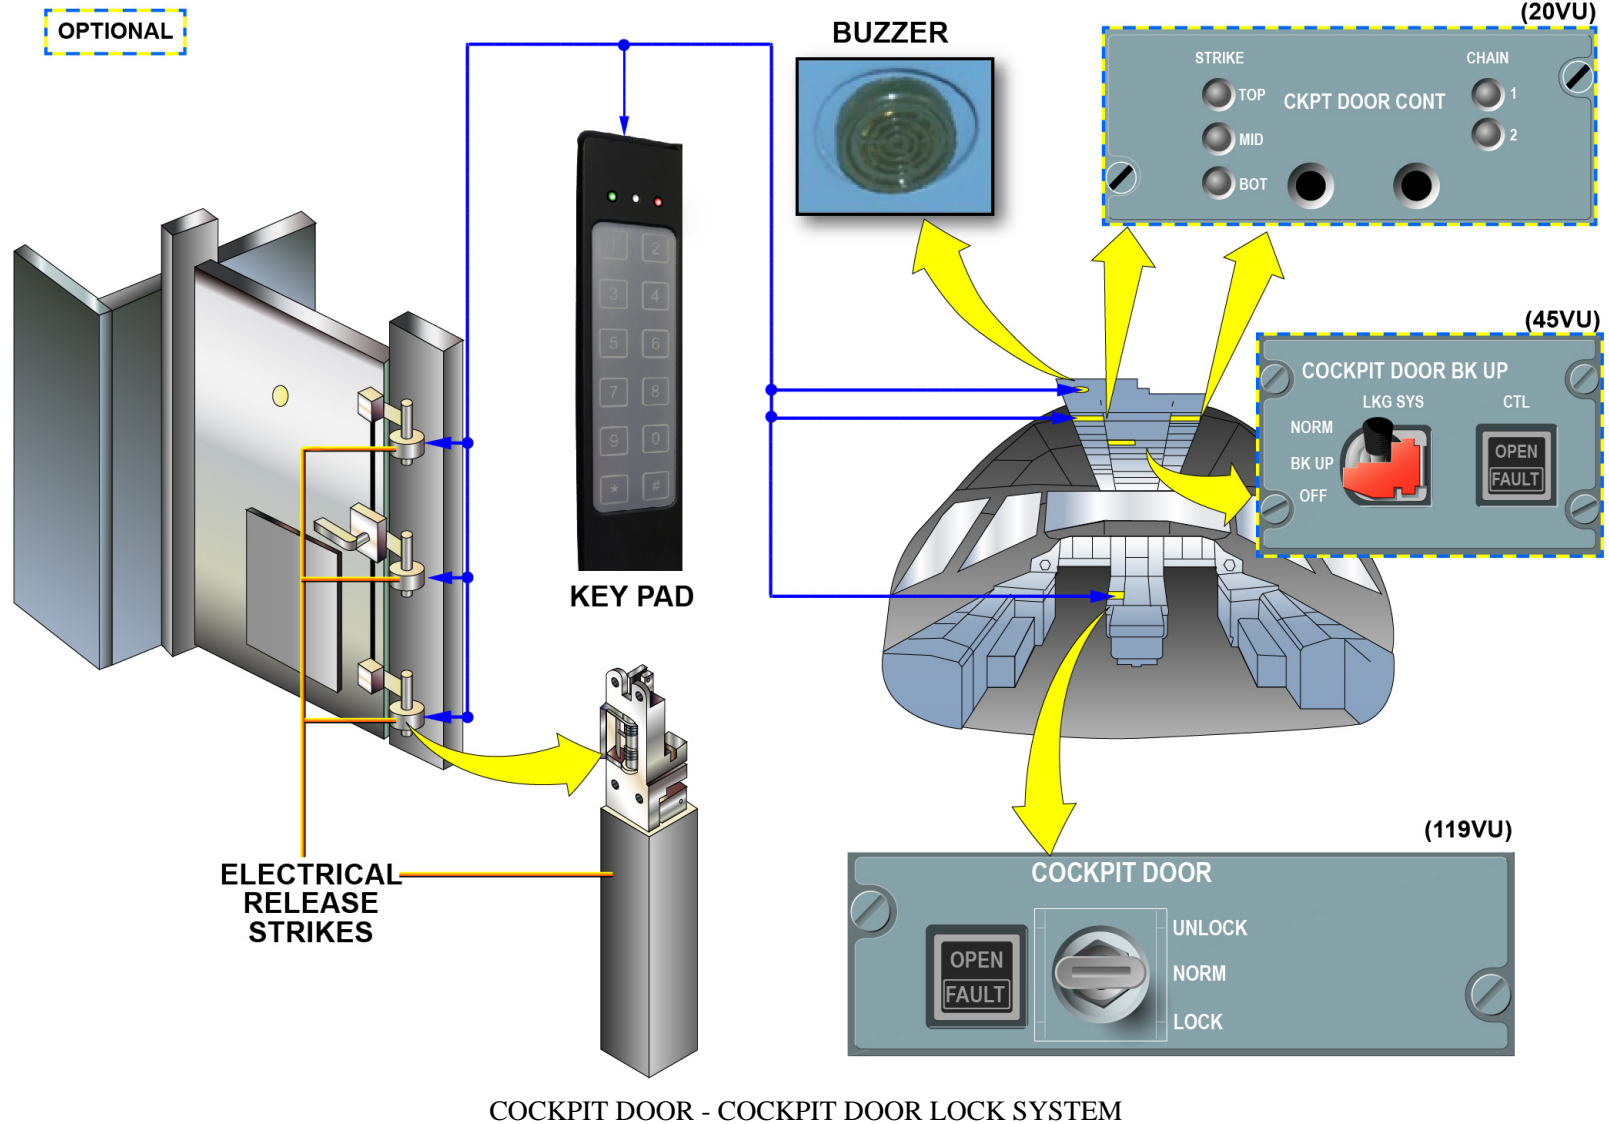 OPTIONAL
BUZZER
(20VU)
STRIKE
CHAIN
TOP
CKPT DOOR CONT
1
MID
2
BOT
1 2
3 4
5 6
7 8
9 0
* #
KEY PAD
(45VU)
COCKPIT DOOR BK UP
LKG SYS
CTL
NORM
BK UP
OFF
OPEN
FAULT
ELECTRICAL
RELEASE
STRIKES
(119VU)
COCKPIT DOOR
OPEN
FAULT
UNLOCK
NORM
LOCK
COCKPIT DOOR - COCKPIT DOOR LOCK SYSTEM